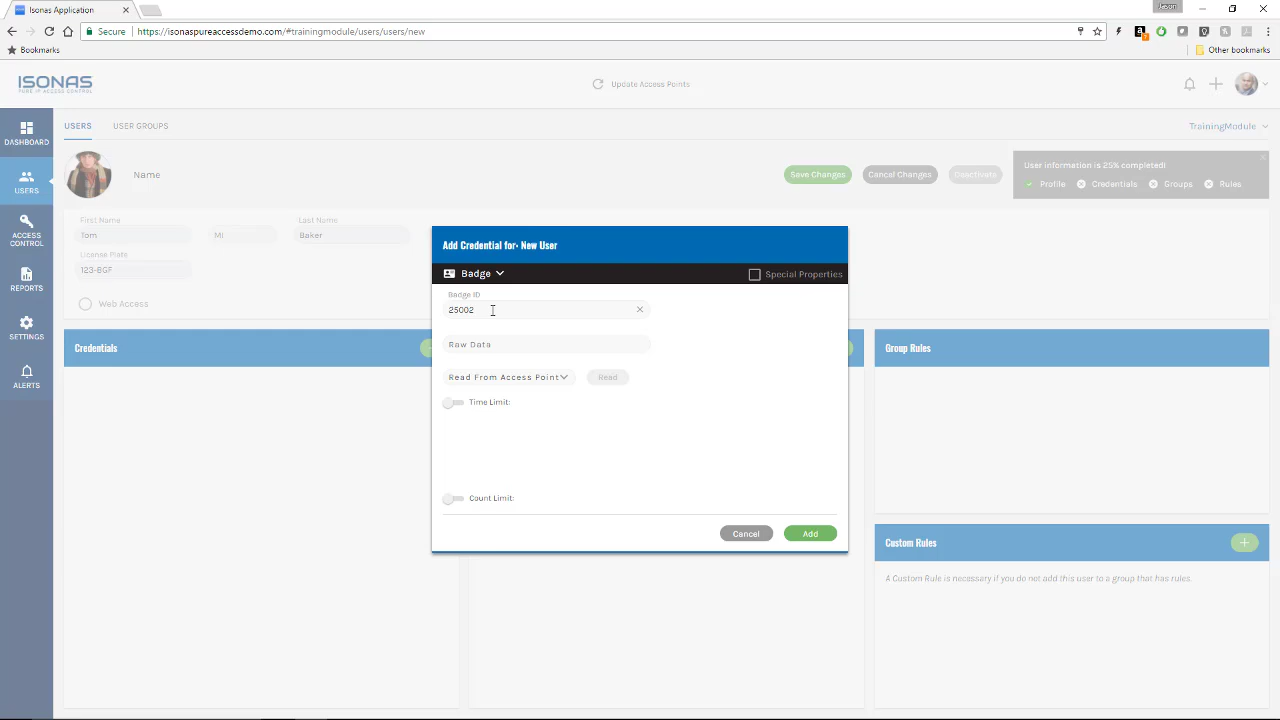 Isonas Application
Secure https://isonaspureaccessdemo.com/#trainingmodule/users/users/new
Bookmarks
Other bookmarks
ISONAS
PURE IP ACCESS CONTROL
Update Access Points
DASHBOARD
USERS
ACCESS
CONTROL
REPORTS
SETTINGS
ALERTS
USERS
USER GROUPS
TrainingModule
Name
Save Changes
Cancel Changes
Deactivate
User information is 25% completed!
Profile
Credentials
Groups
Rules
First Name
Tom
MI
Last Name
Baker
License Plate
123-BGF
Web Access
Credentials
Group Rules
Custom Rules
A Custom Rule is necessary if you do not add this user to a group that has rules.
Add Credential for: New User
Badge
Special Properties
Badge ID
25002
Raw Data
Read From Access Point
Read
Time Limit:
Count Limit:
Cancel
Add